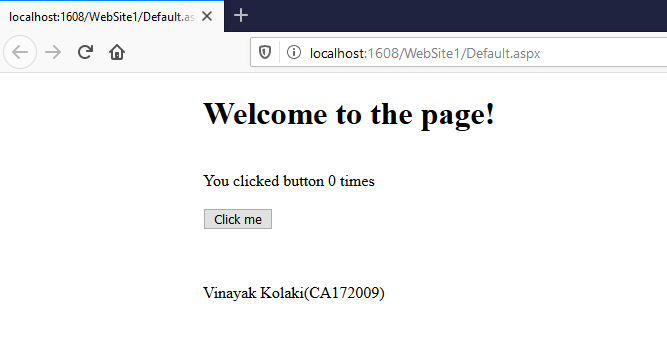 localhost:1608/WebSite1/Default.as
localhost:1608/WebSite1/Default.aspx
Welcome to the page!
You clicked button 0 times
Click me
Vinayak Kolaki(CA172009)